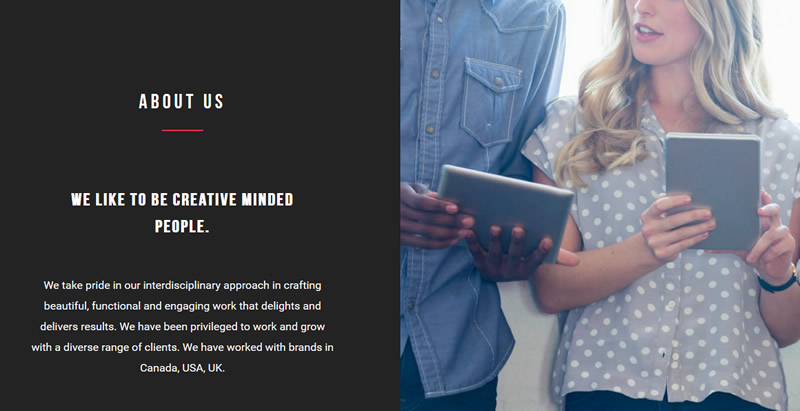 ABOUT US
WE LIKE TO BE CREATIVE MINDED
PEOPLE.
We take pride in our interdisciplinary approach in crafting
beautiful, functional and engaging work that delights and
delivers results. We have been privileged to work and grow
with a diverse range of clients. We have worked with brands in
Canada, USA, UK.